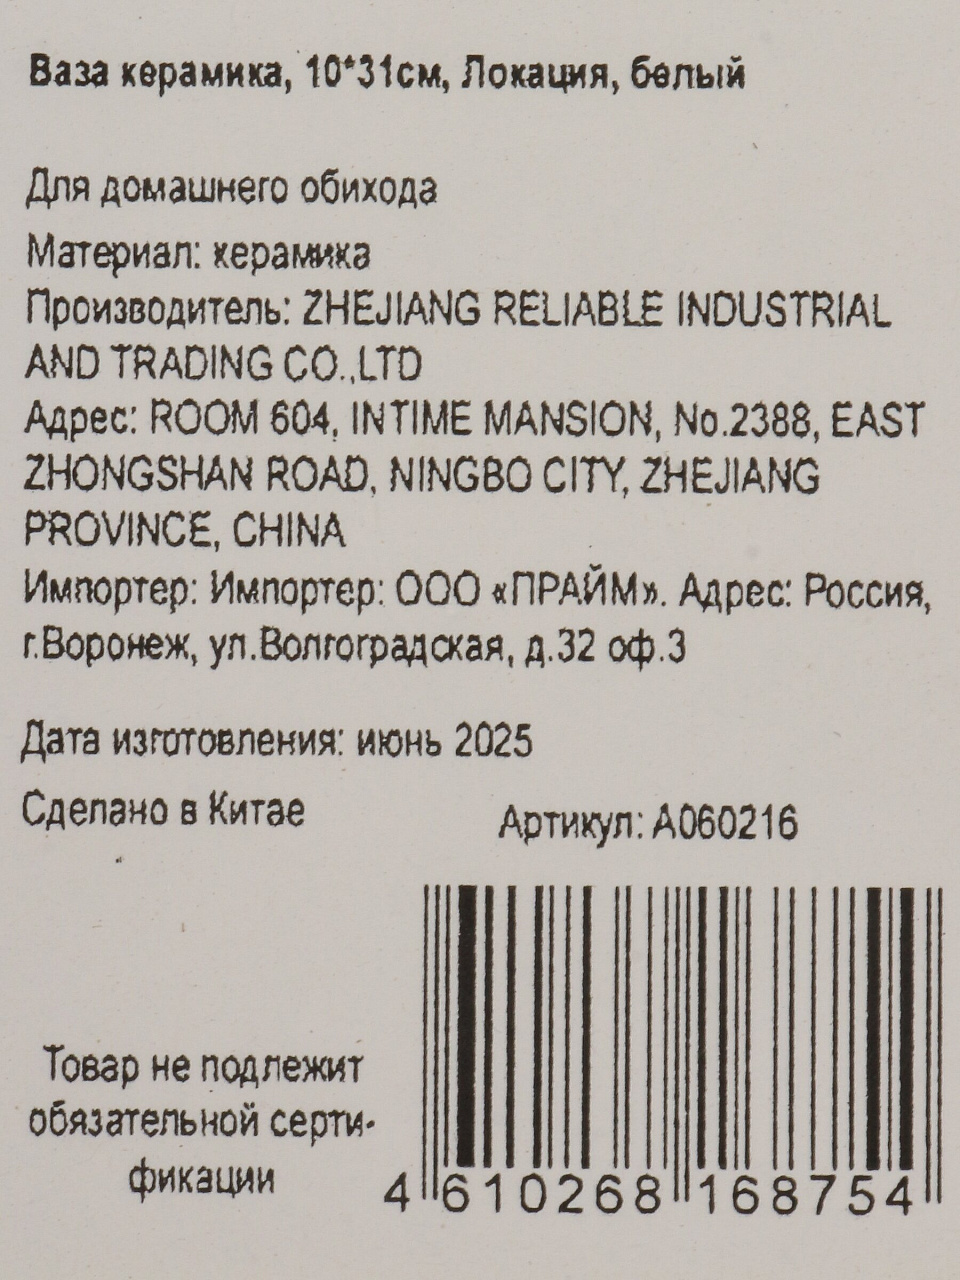 Ваза керамика, 10*31см, Локация, белый
Для домашнего обихода
Материал: керамика
Производитель: ZHEJIANG RELIABLE INDUSTRIAL
AND TRADING CO.,LTD
Адрес: ROOM 604, INTIME MANSION, No.2388, EAST
ZHONGSHAN ROAD, NINGBO CITY, ZHEJIANG
PROVINCE, CHINA
Импортер: Импортер: ООО «ПРАЙМ». Адрес: Россия,
г.Воронеж, ул.Волгоградская, д.32 оф.3
Дата изготовления: июнь 2025
Сделано в Китае
Артикул: A060216
Товар не подлежит
обязательной серти-
фикации
4 610268 168754